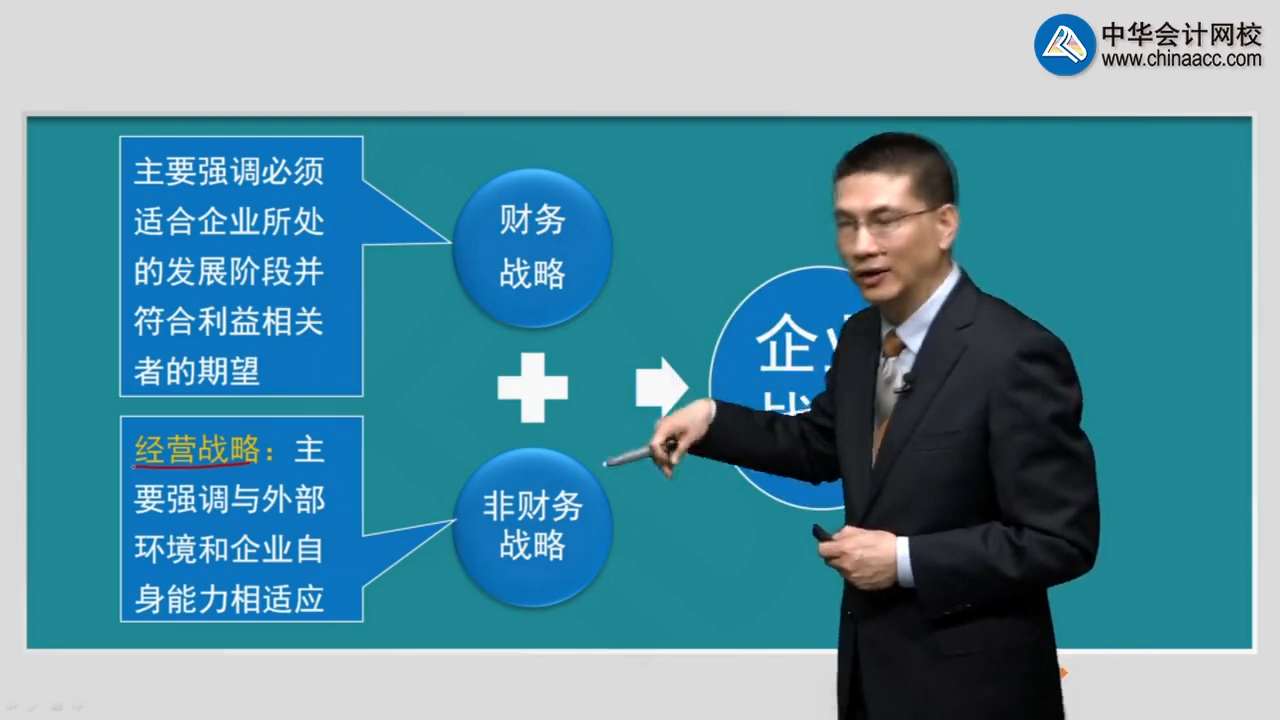 中华会计网校
www.chinaacc.com
主要强调必须
适合企业所处
的发展阶段并
符合利益相关
者的期望
财务
战略
经营战略：主
要强调与外部
环境和企业自
身能力相适应
非财务
战略
企